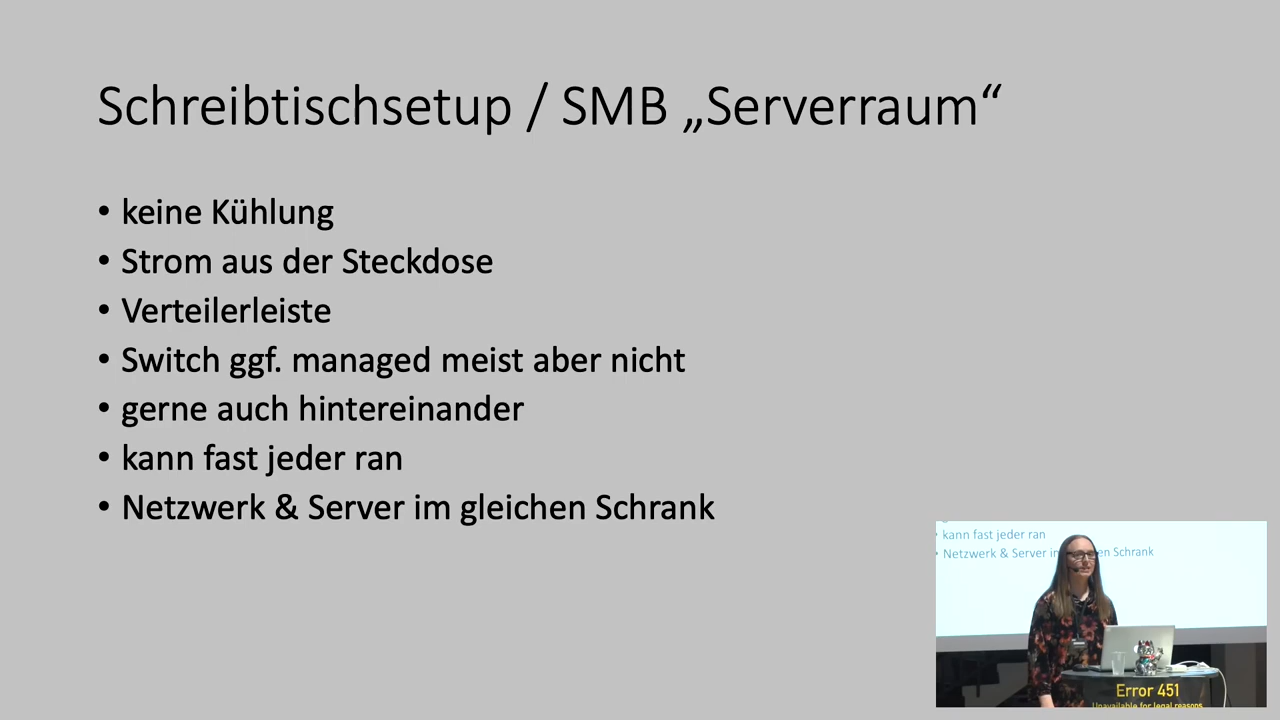 Schreibtischsetup / SMB „Serverraum“
• keine Kühlung
• Strom aus der Steckdose
• Verteilerleiste
• Switch ggf. managed meist aber nicht
• gerne auch hintereinander
• kann fast jeder ran
• Netzwerk & Server im gleichen Schrank
• kann fast jeder ran
• Netzwerk & Server en Schrank
Error 451
Unavailable for legal reasons